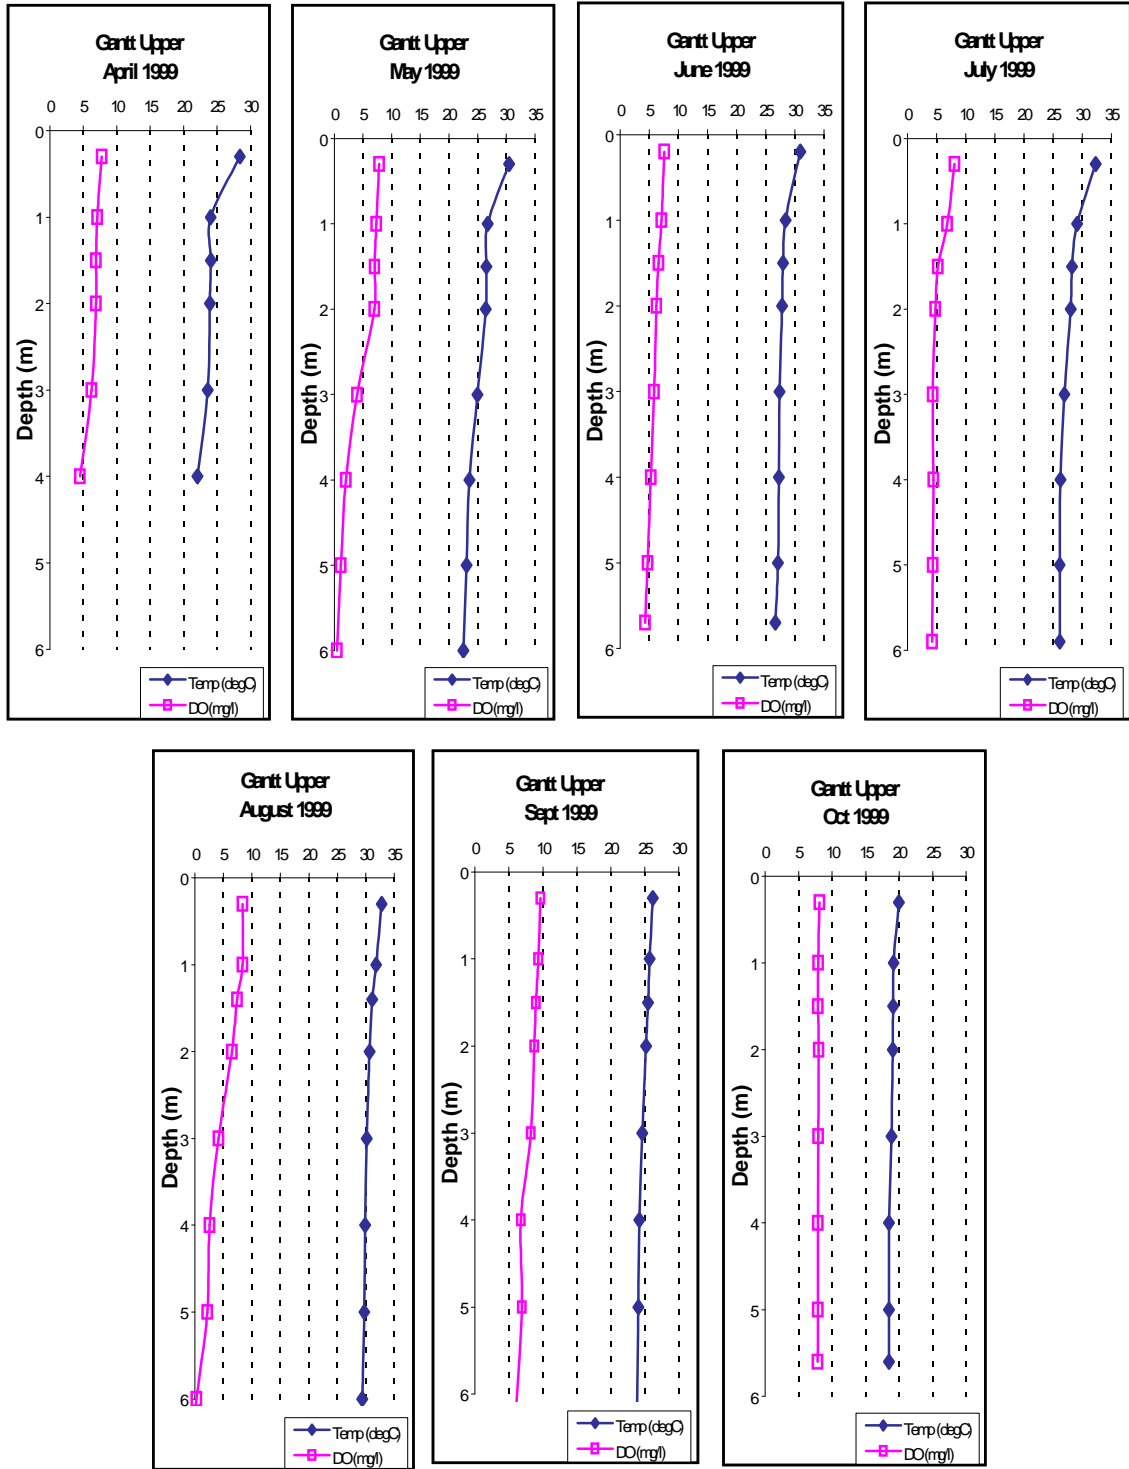 Gantt Upper
April 1999
0 5 10 15 20 25 30
0
1
2
3
4
5
6
Depth (m)
Temp (degC)
DO (mg/l)
Gantt Upper
May 1999
0 5 10 15 20 25 30 35
0
1
2
3
4
5
6
Depth (m)
Temp (degC)
DO (mg/l)
Gantt Upper
June 1999
0 5 10 15 20 25 30 35
0
1
2
3
4
5
6
Depth (m)
Temp (degC)
DO (mg/l)
Gantt Upper
July 1999
0 5 10 15 20 25 30 35
0
1
2
3
4
5
6
Depth (m)
Temp (degC)
DO (mg/l)
Gantt Upper
August 1999
0 5 10 15 20 25 30 35
0
1
2
3
4
5
6
Depth (m)
Temp (degC)
DO (mg/l)
Gantt Upper
Sept 1999
0 5 10 15 20 25 30
0
1
2
3
4
5
6
Depth (m)
Temp (degC)
DO (mg/l)
Gantt Upper
Oct 1999
0 5 10 15 20 25 30
0
1
2
3
4
5
6
Depth (m)
Temp (degC)
DO (mg/l)